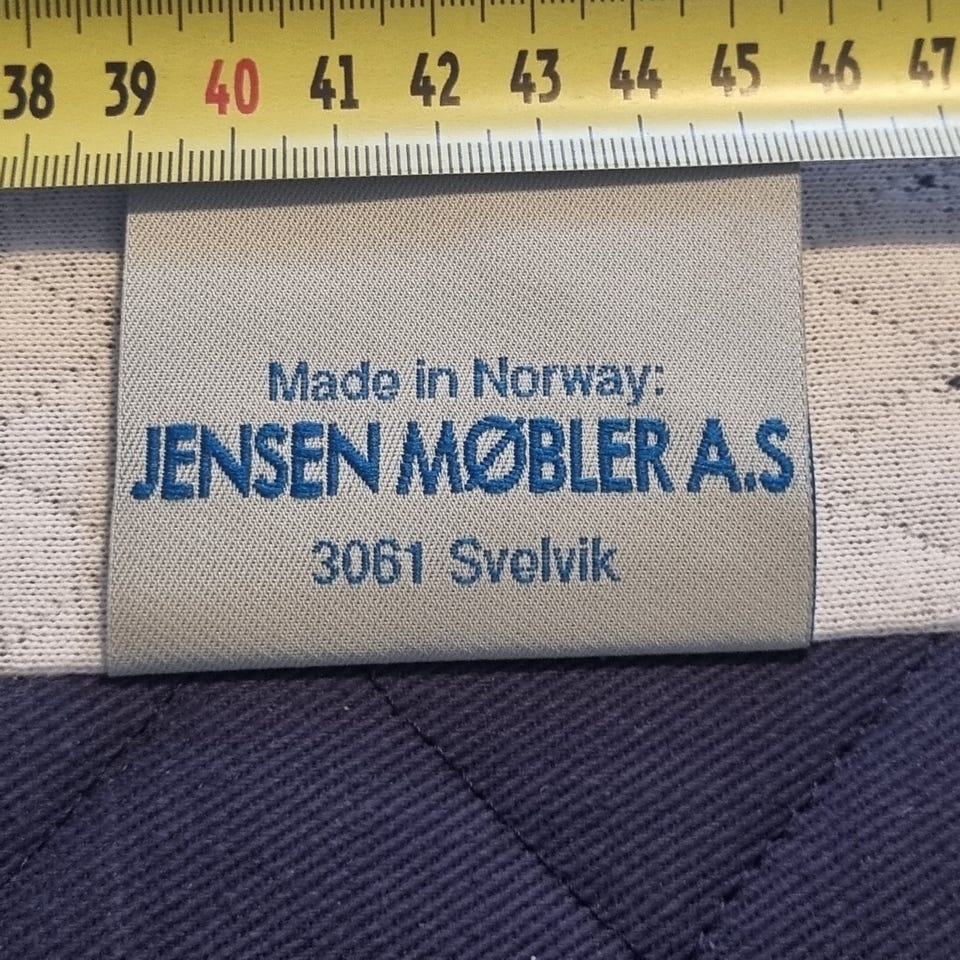 38 39 40 41 42 43 44 45 46 47
Made in Norway:
JENSEN MØBLER A.S
3061 Svelvik